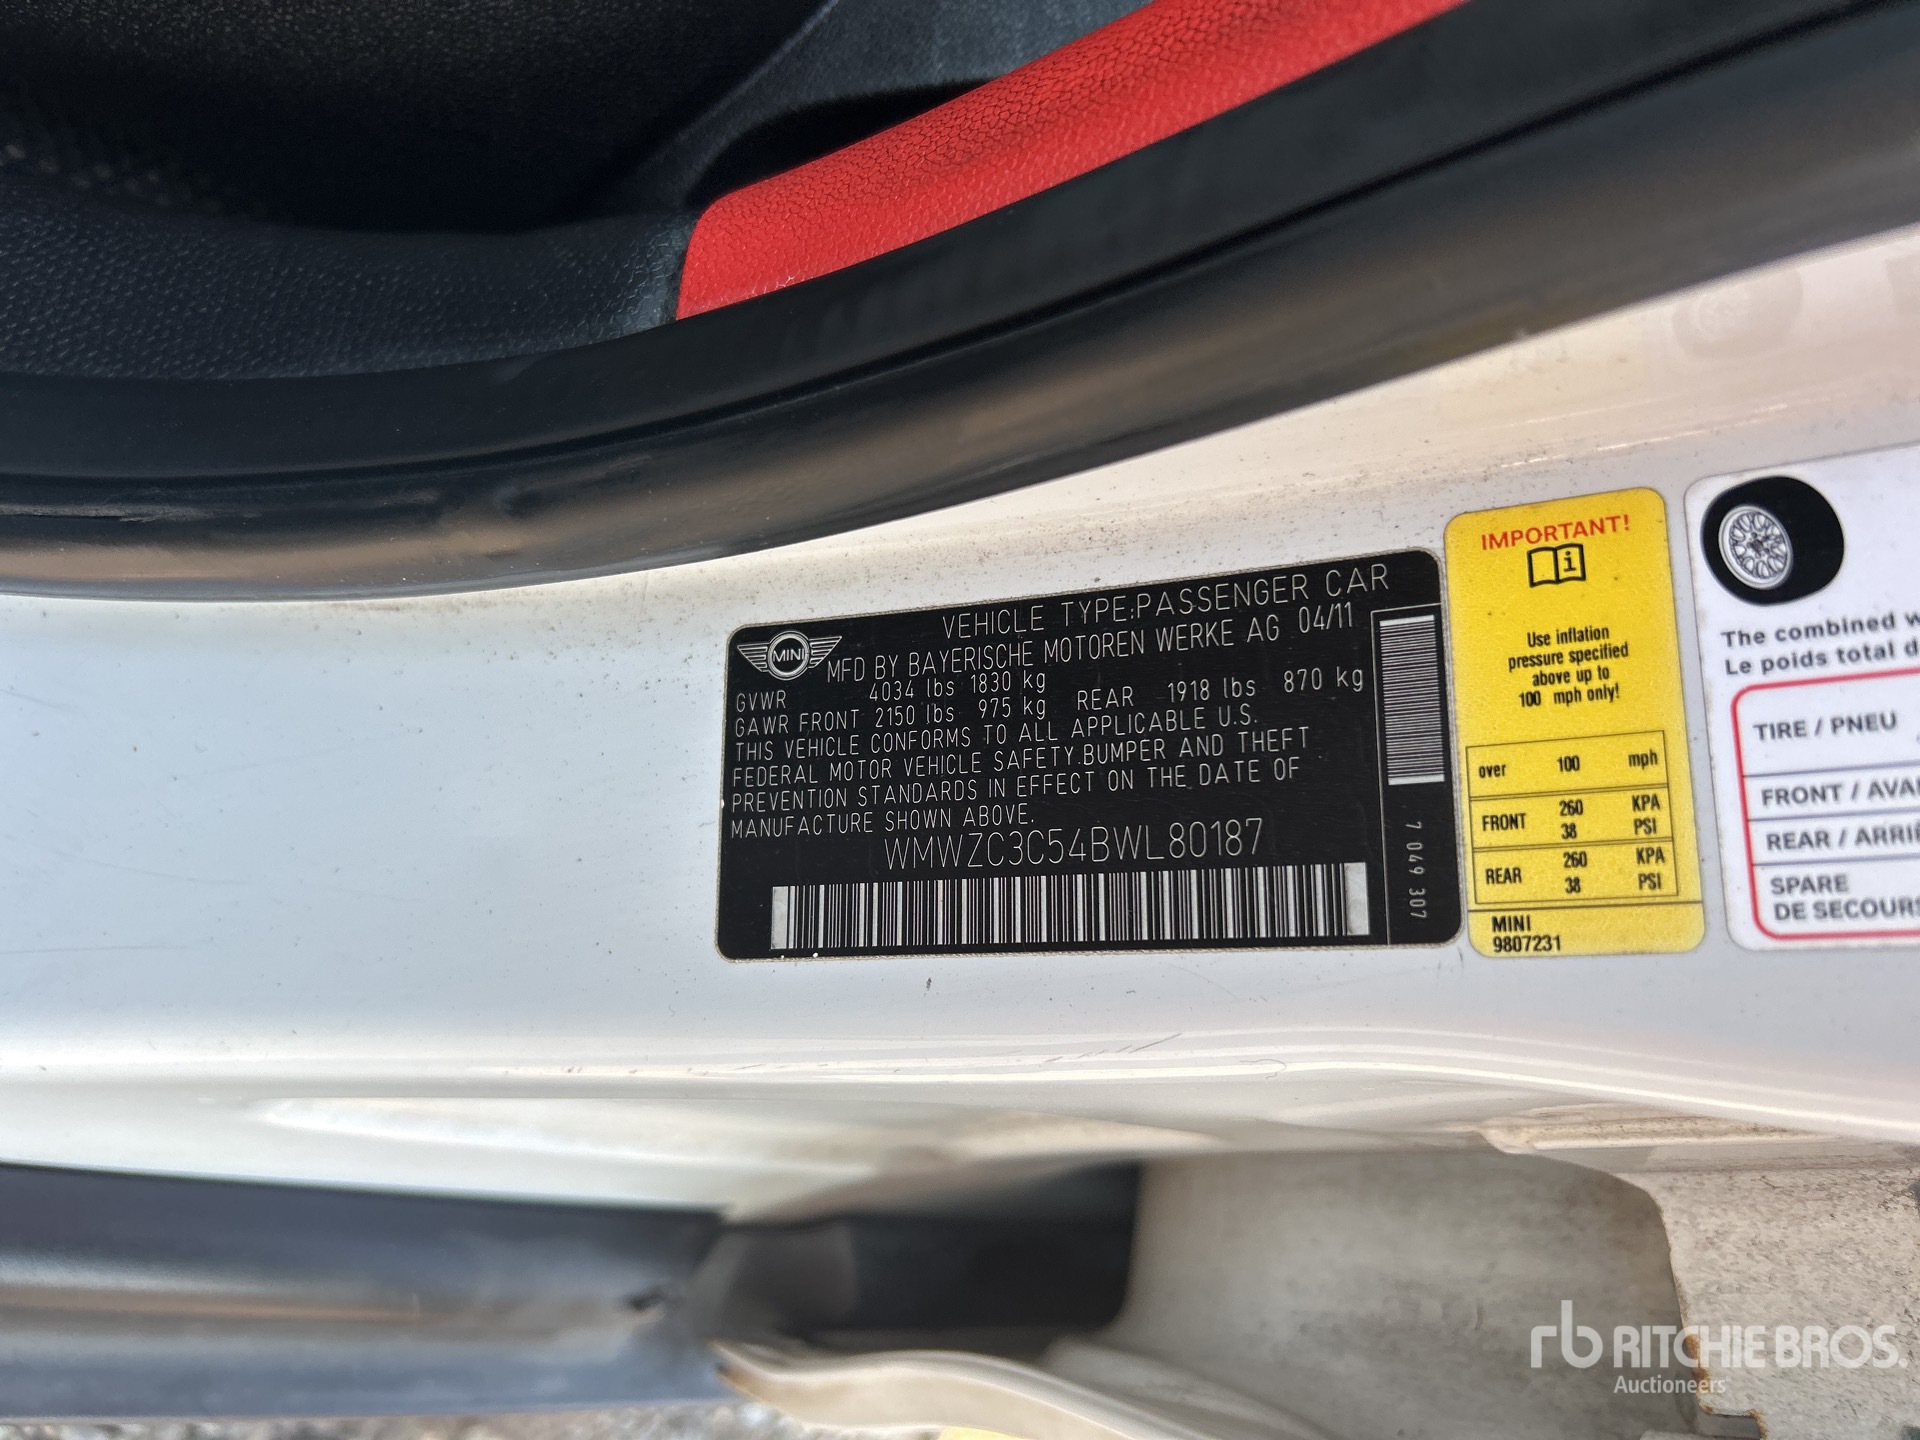 MINI
VEHICLE TYPE:PASSENGER CAR
MFD BY BAYERISCHE MOTOREN WERKE AG 04/11
GVWR 4034 lbs 1830 kg
GAWR FRONT 2150 lbs 975 kg REAR 1918 lbs 870 kg
THIS VEHICLE CONFORMS TO ALL APPLICABLE U.S.
FEDERAL MOTOR VEHICLE SAFETY.BUMPER AND THEFT
PREVENTION STANDARDS IN EFFECT ON THE DATE OF
MANUFACTURE SHOWN ABOVE.
WMWZC3C54BWL80187
7 049 307
IMPORTANT!
i
Use inflation
pressure specified
above up to
100 mph only!
over 100 mph
FRONT 260 KPA
38 PSI
REAR 260 KPA
38 PSI
MINI
9807231
The combined
Le poids total
TIRE / PNEU
FRONT /
REAR /
SPARE
DE SECOURS
rb RITCHIE BROS.
Auctioneers